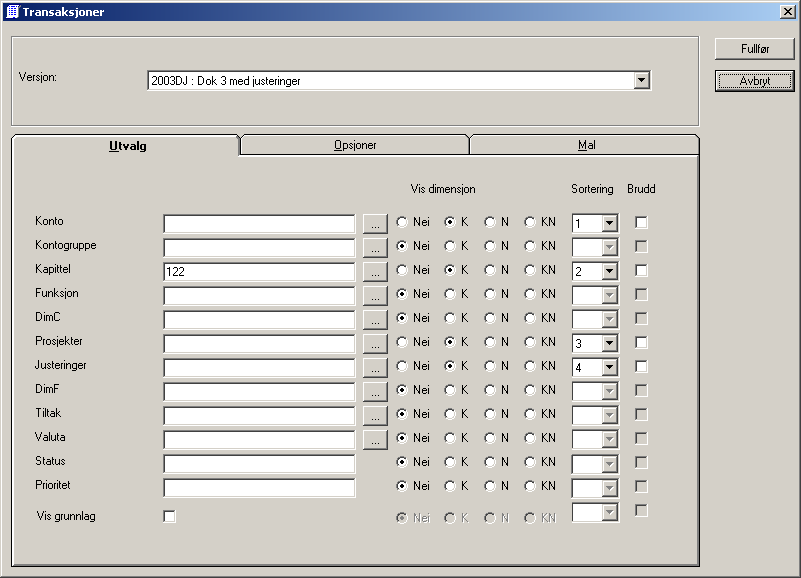 Transaksjoner
Fullfør
Versjon: 2003DJ : Dok 3 med justeringer
Avbryt
Utvalg Opsjoner Mal
Vis dimensjon Sortering Brudd
Konto ... Nei K N KN 1
Kontogruppe ... Nei K N KN
Kapittel 122 ... Nei K N KN 2
Funksjon ... Nei K N KN
DimC ... Nei K N KN
Prosjekter ... Nei K N KN 3
Justeringer ... Nei K N KN 4
DimF ... Nei K N KN
Tiltak ... Nei K N KN
Valuta ... Nei K N KN
Status Nei K N KN
Prioritet Nei K N KN
Vis grunnlag Nei K N KN